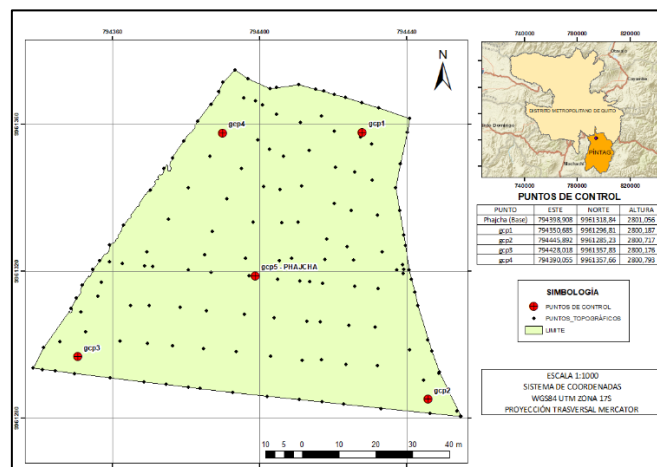 794360
794400
794440
9961360
9961320
9961280
N
gcp4
gcp1
gcp5 - PHAJCHA
gcp3
gcp2
10 5 0 10 20 30 40 m
740000 780000 820000
DISTRITO METROPOLITANO DE QUITO
PINTAG
Machachi
740000 780000 820000
PUNTOS DE CONTROL
PUNTO ESTE NORTE ALTURA
Phajcha (Base) 794398,908 9961318,84 2801,056
gcp1 794350,685 9961296,81 2800,187
gcp2 794445,892 9961285,23 2800,717
gcp3 794428,018 9961357,83 2800,176
gcp4 794390,055 9961357,66 2800,793
SIMBOLOGÍA
PUNTOS DE CONTROL
PUNTOS_TOPOGRÁFICOS
LIMITE
ESCALA 1:1000
SISTEMA DE COORDENADAS
WGS84 UTM ZONA 17S
PROYECCIÓN TRASVERSAL MERCATOR